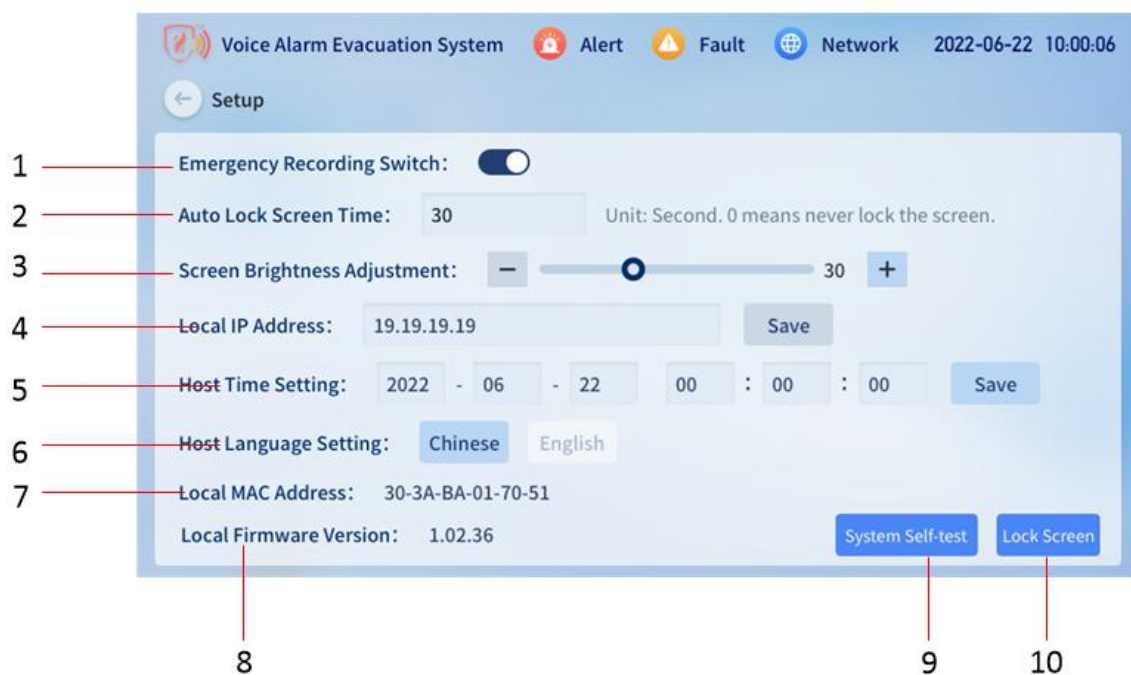 Voice Alarm Evacuation System Alert Fault Network 2022-06-22 10:00:06
Setup
1 Emergency Recording Switch:
2 Auto Lock Screen Time: 30 Unit: Second. 0 means never lock the screen.
3 Screen Brightness Adjustment: − 30 +
4 Local IP Address: 19.19.19.19 Save
5 Host Time Setting: 2022 - 06 - 22 00 : 00 : 00 Save
6 Host Language Setting: Chinese English
7 Local MAC Address: 30-3A-BA-01-70-51
Local Firmware Version: 1.02.36 System Self-test Lock Screen
8 9 10